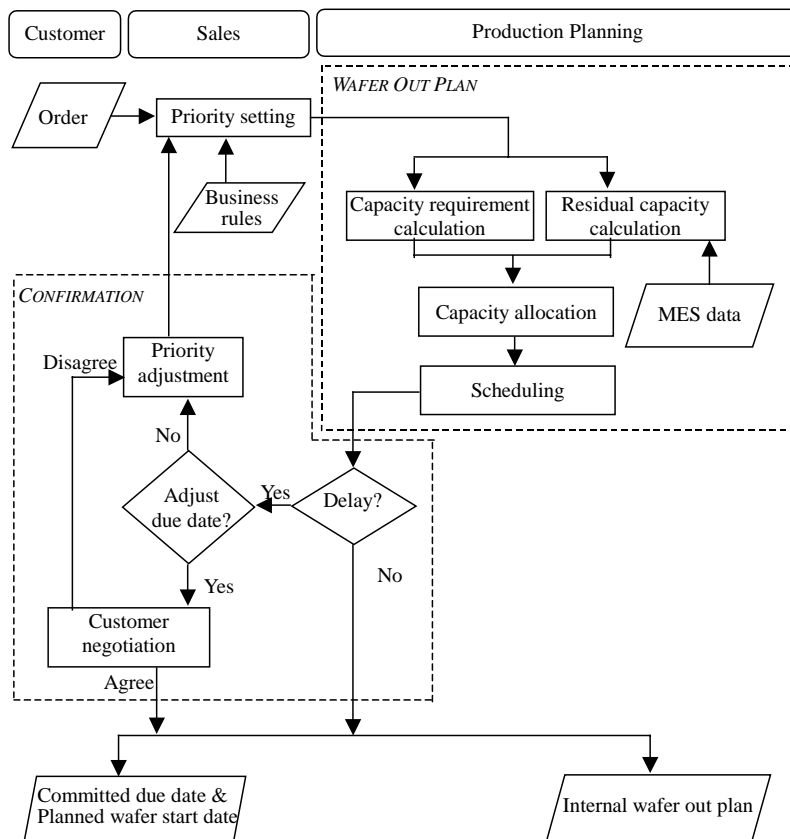 Customer
Sales
Production Planning
WAFER OUT PLAN
Order
Priority setting
Business
rules
Capacity requirement
calculation
Residual capacity
calculation
CONFIRMATION
Capacity allocation
MES data
Disagree
Priority
adjustment
Scheduling
No
Adjust
due date?
Yes
Delay?
Yes
No
Customer
negotiation
Agree
Committed due date &
Planned wafer start date
Internal wafer out plan